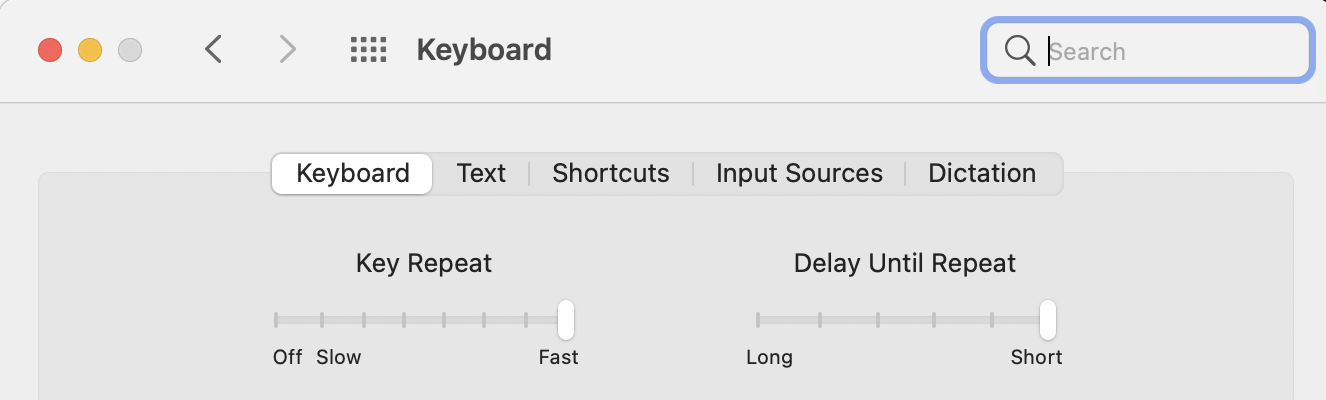 Keyboard
Search
Keyboard Text Shortcuts Input Sources Dictation
Key Repeat
Off Slow Fast
Delay Until Repeat
Long Short